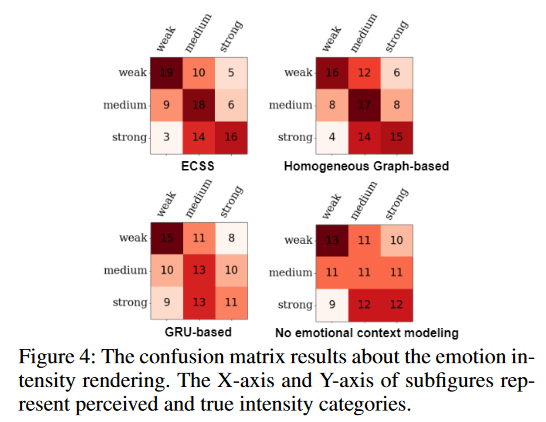 weak medium strong
weak 19 10 5
medium 9 18 6
strong 3 14 16
ECSS
weak medium strong
weak 16 12 6
medium 8 17 8
strong 4 14 15
Homogeneous Graph-based
weak medium strong
weak 15 11 8
medium 10 13 10
strong 9 13 11
GRU-based
weak medium strong
weak 13 11 10
medium 11 11 11
strong 9 12 12
No emotional context modeling
Figure 4: The confusion matrix results about the emotion in-
tensity rendering. The X-axis and Y-axis of subfigures rep-
resent perceived and true intensity categories.